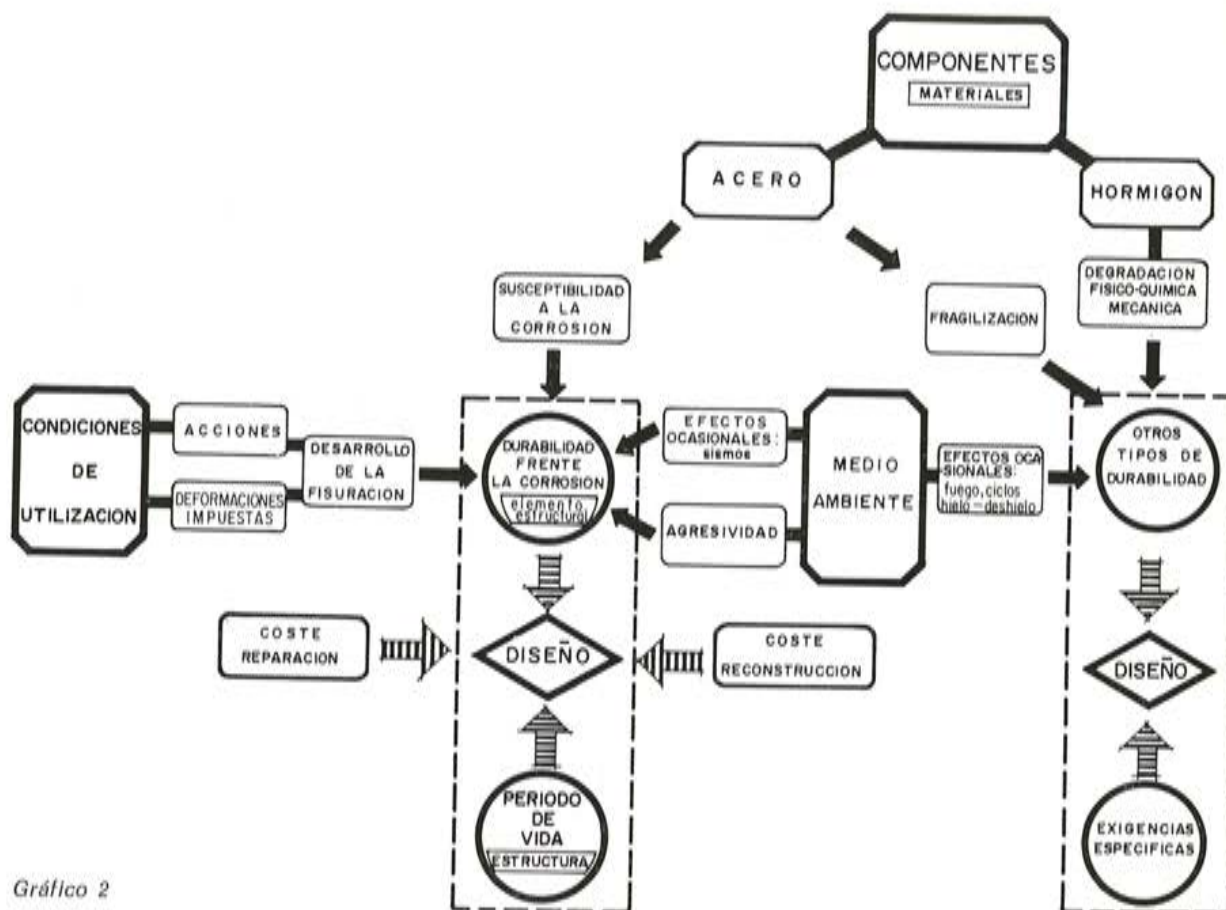 COMPONENTES
MATERIALES
ACERO
HORMIGON
SUSCEPTIBILIDAD
A LA
CORROSION
FRAGILIZACION
DEGRADACION
FISICO-QUIMICA
MECANICA
CONDICIONES
DE
UTILIZACION
ACCIONES
DEFORMACIONES
IMPUESTAS
DESARROLLO
DE LA
FISURACION
DURABILIDAD
FRENTE
LA CORROSION
elemento
estructural
EFECTOS
OCASIONALES:
sismos
AGRESIVIDAD
MEDIO
AMBIENTE
EFECTOS OCA
SIONALES:
fuego, ciclos
hielo-deshielo
OTROS
TIPOS DE
DURABILIDAD
COSTE
REPARACION
DISEÑO
COSTE
RECONSTRUCCION
DISEÑO
PERIODO
DE
VIDA
ESTRUCTURA
EXIGENCIAS
ESPECIFICAS
Gráfico 2